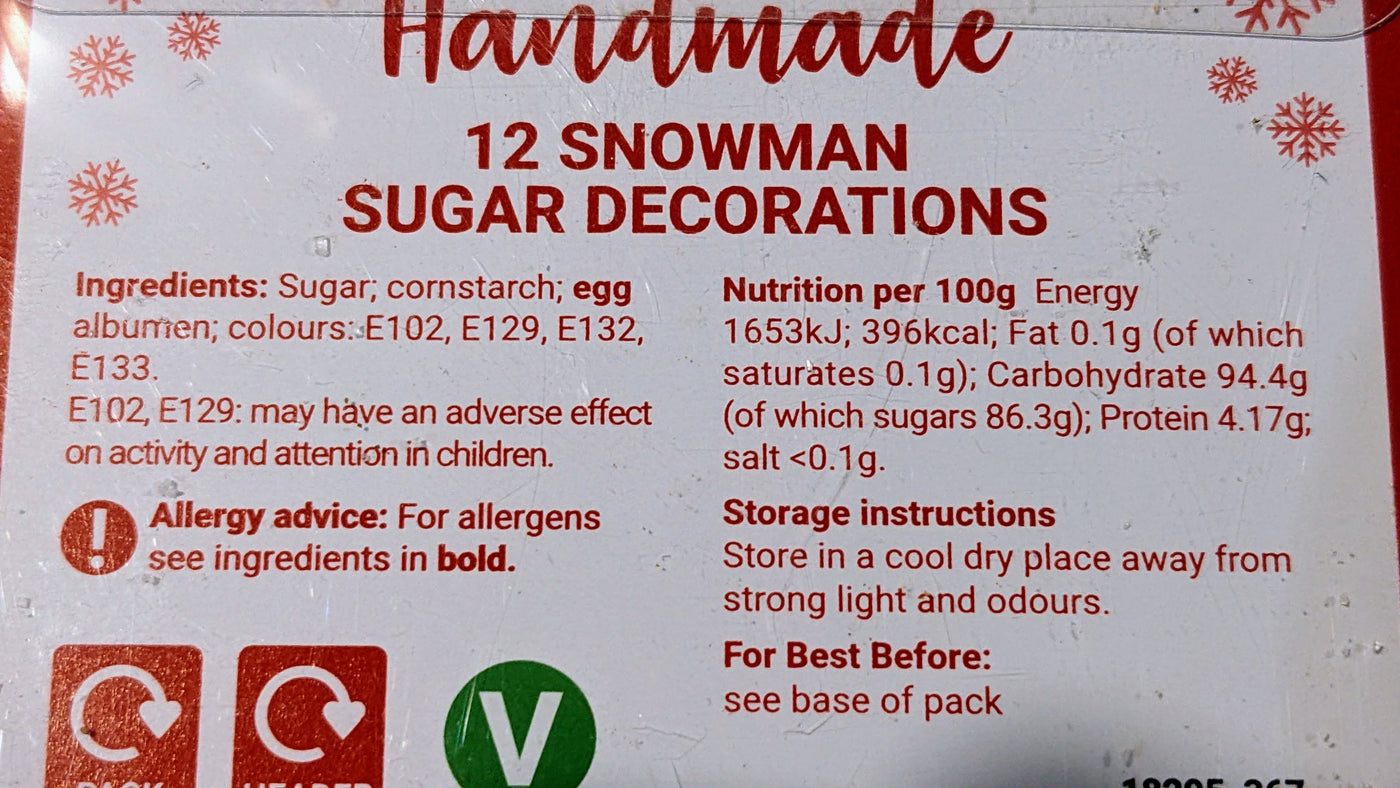 Handmade
12 SNOWMAN
SUGAR DECORATIONS
Ingredients: Sugar; cornstarch; egg
albumen; colours: E102, E129, E132,
E133.
E102, E129: may have an adverse effect
on activity and attention in children.
Allergy advice: For allergens
see ingredients in bold.
Nutrition per 100g Energy
1653kJ; 396kcal; Fat 0.1g (of which
saturates 0.1g); Carbohydrate 94.4g
(of which sugars 86.3g); Protein 4.17g;
salt <0.1g.
Storage instructions
Store in a cool dry place away from
strong light and odours.
For Best Before:
see base of pack
PACK
HEADER
V